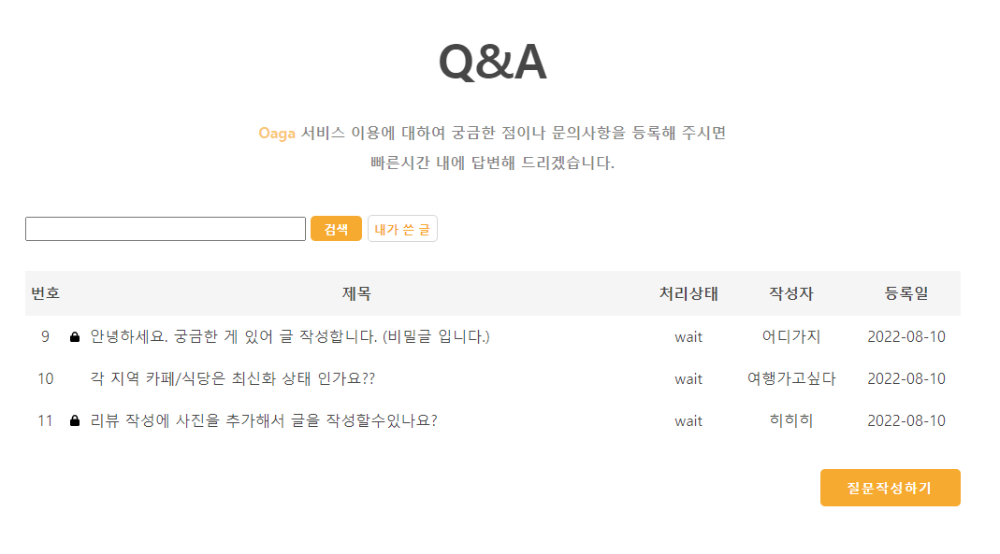 Q&A
Oaga 서비스 이용에 대하여 궁금한 점이나 문의사항을 등록해 주시면
빠른시간 내에 답변해 드리겠습니다.
검색 내가 쓴 글
번호 제목 처리상태 작성자 등록일
9 안녕하세요. 궁금한 게 있어 글 작성합니다. (비밀글 입니다.) wait 어디가지 2022-08-10
10 각 지역 카페/식당은 최신화 상태 인가요?? wait 여행가고싶다 2022-08-10
11 리뷰 작성에 사진을 추가해서 글을 작성할수있나요? wait 히히히 2022-08-10
질문작성하기